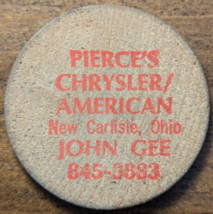 PIERCE'S
CHRYSLER/
AMERICAN
New Carlisle, Ohio
JOHN GEE
845-3883